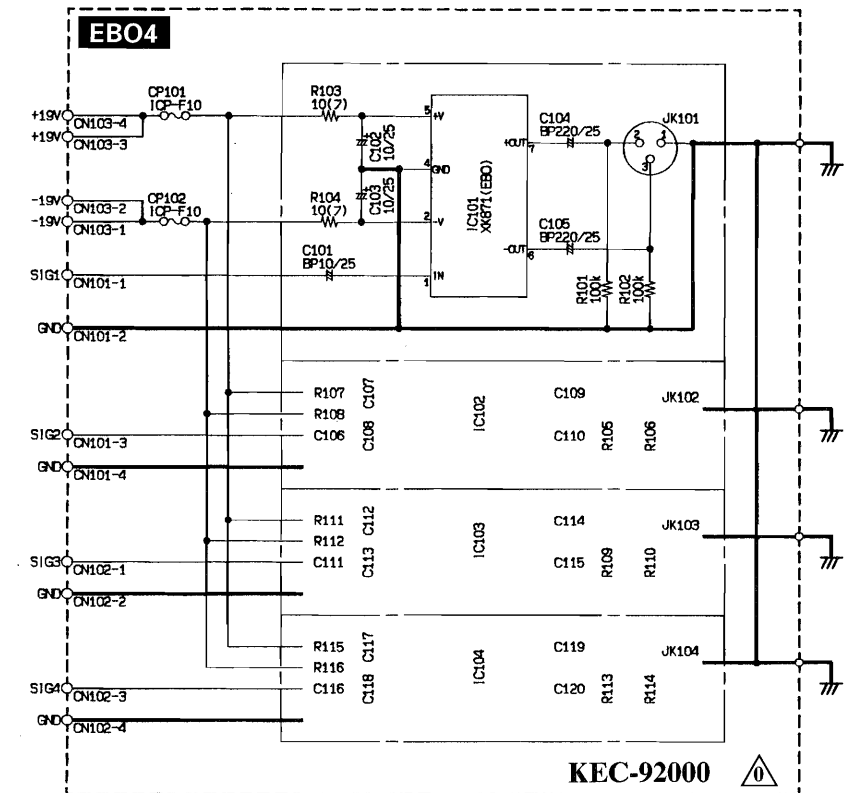 EBO4
CP101
ICP-F10
R103
10(7)
+19V CN103-4
+19V CN103-3
C102
10/25
5 +V
4 GND
C104
BP220/25
+OUT 7
2 1 3
JK101
-19V CN103-2
-19V CN103-1
CP102
ICP-F10
R104
10(7)
C103
10/25
2 -V
IC101
XK871(EBO)
C105
BP220/25
-OUT 6
C101
BP10/25
SIG1 CN101-1
1 IN
R101
100k
R102
100k
GND CN101-2
R107 C107 C109 JK102
R108 IC102
SIG2 CN101-3 C106 C108 C110 R105 R106
GND CN101-4
R111 C112 C114 JK103
R112 IC103
SIG3 CN102-1 C111 C113 C115 R109 R110
GND CN102-2
R115 C117 C119 JK104
R116 IC104
SIG4 CN102-3 C116 C118 C120 R113 R114
GND CN102-4
KEC-92000 0